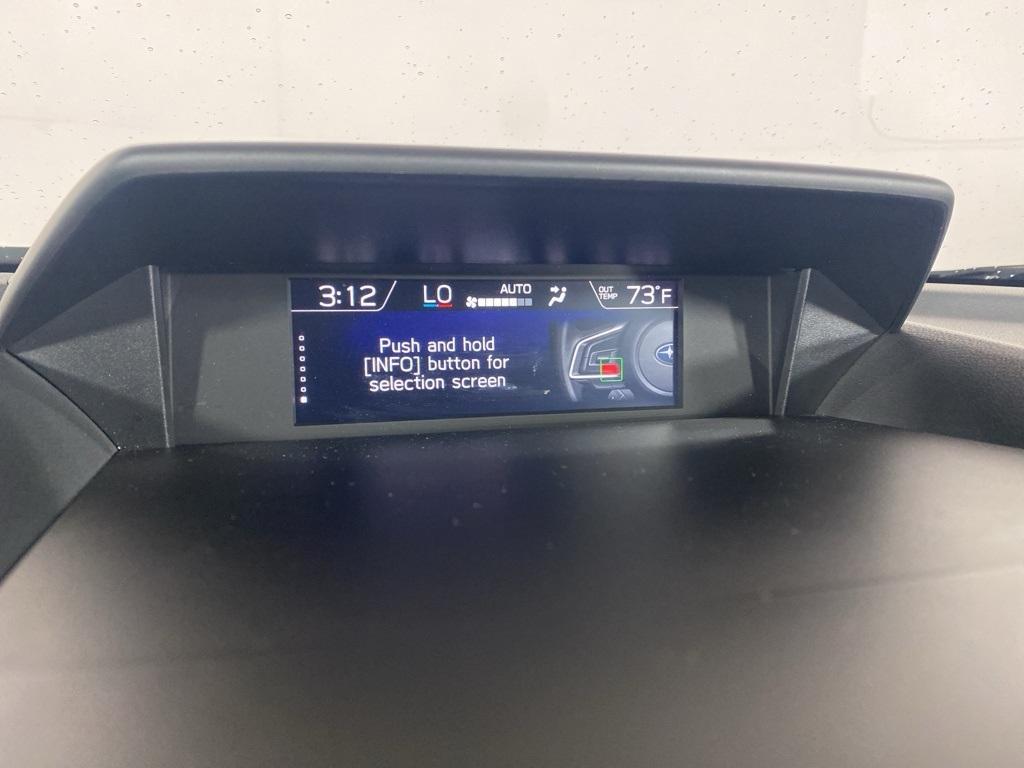 3:12 LO AUTO OUT TEMP 73°F
Push and hold
[INFO] button for
selection screen